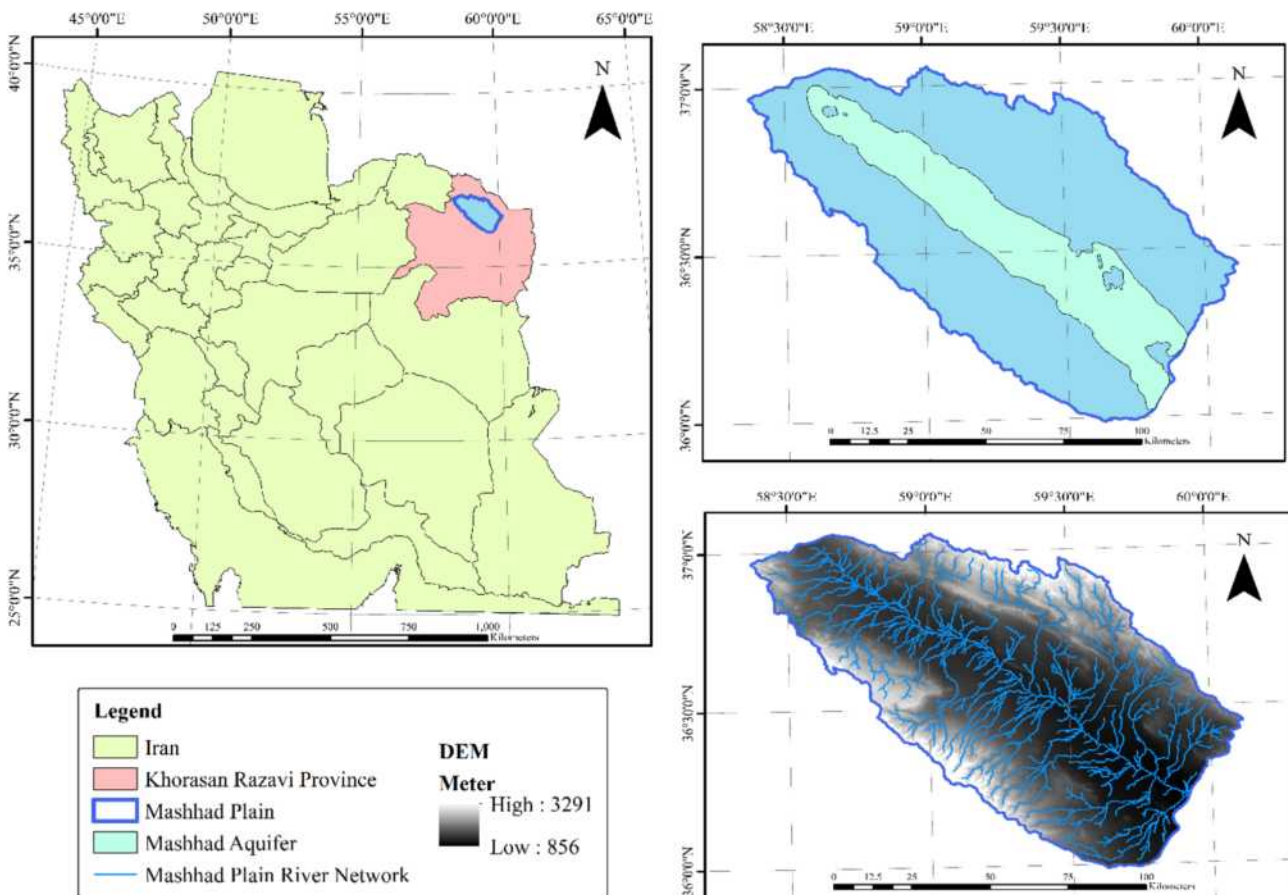 45°0'0"E 50°0'0"E 55°0'0"E 60°0'0"E 65°0'0"E
40°0'0"N
35°0'0"N
30°0'0"N
25°0'0"N
N
0 125 250 500 750 1,000
Kilometers
58°30'0"E 59°0'0"E 59°30'0"E 60°0'0"E
37°0'0"N
36°30'0"N
36°0'0"N
0 12.5 25 50 75 100
Kilometers
58°30'0"E 59°0'0"E 59°30'0"E 60°0'0"E
37°0'0"N
36°30'0"N
36°0'0"N
N
0 25 50 75 100
Kilometers
Legend
Iran
Khorasan Razavi Province
Mashhad Plain
Mashhad Aquifer
Mashhad Plain River Network
DEM
Meter
High : 3291
Low : 856